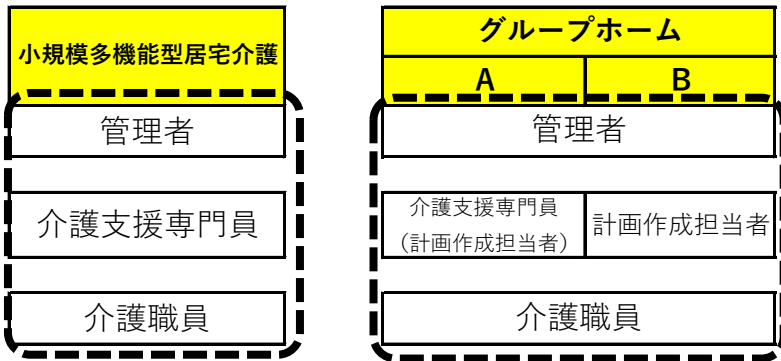 小規模多機能型居宅介護
管理者
介護支援専門員
介護職員
グループホーム
A
B
管理者
介護支援専門員
（計画作成担当者）
計画作成担当者
介護職員